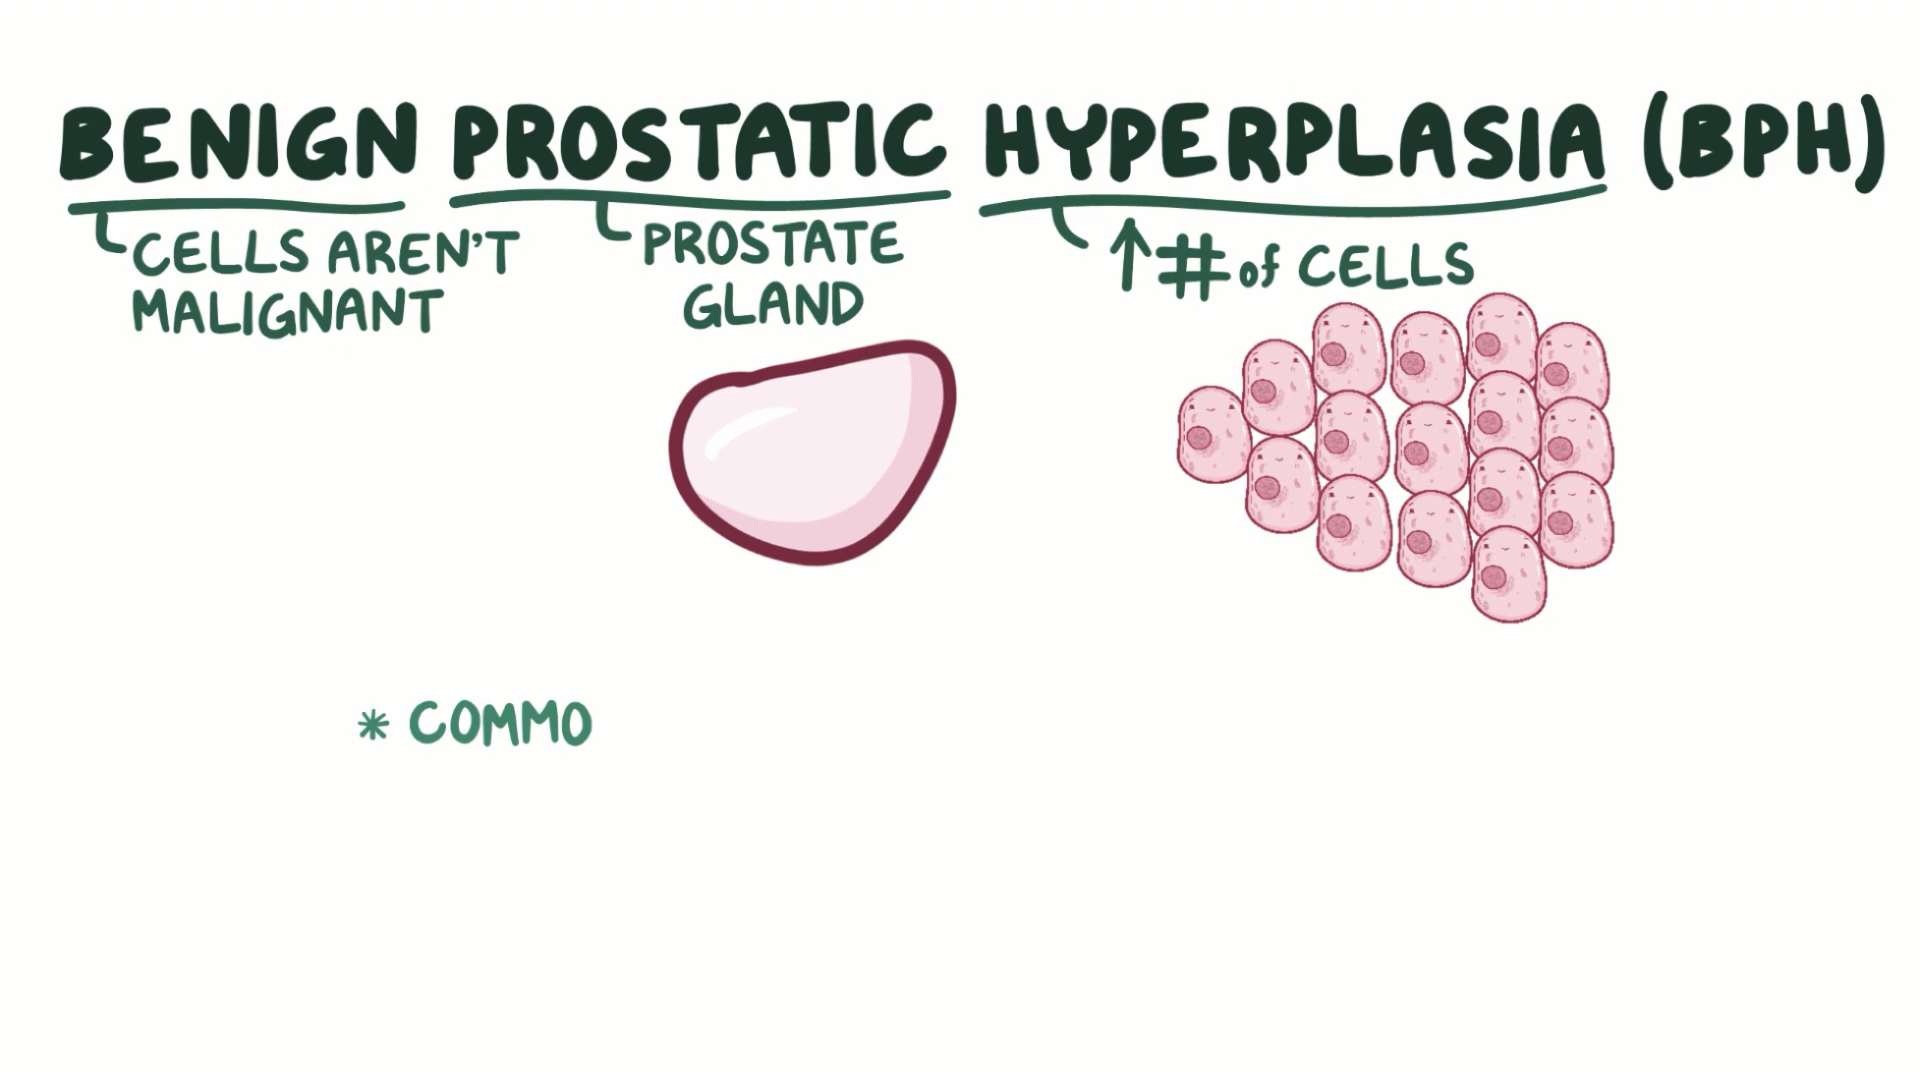 BENIGN PROSTATIC HYPERPLASIA (BPH)
CELLS AREN'T
MALIGNANT
PROSTATE
GLAND
↑ # of CELLS
* COMMO